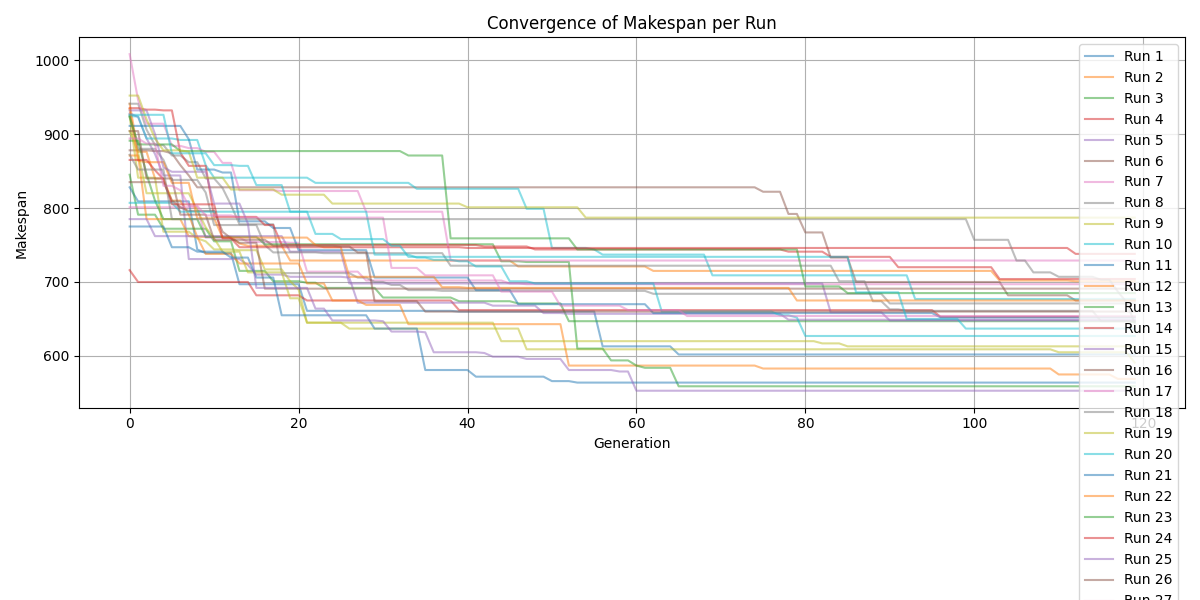 Convergence of Makespan per Run
Makespan
1000
900
800
700
600
0
20
40
60
80
100
120
Generation
Run 1
Run 2
Run 3
Run 4
Run 5
Run 6
Run 7
Run 8
Run 9
Run 10
Run 11
Run 12
Run 13
Run 14
Run 15
Run 16
Run 17
Run 18
Run 19
Run 20
Run 21
Run 22
Run 23
Run 24
Run 25
Run 26
Run 27